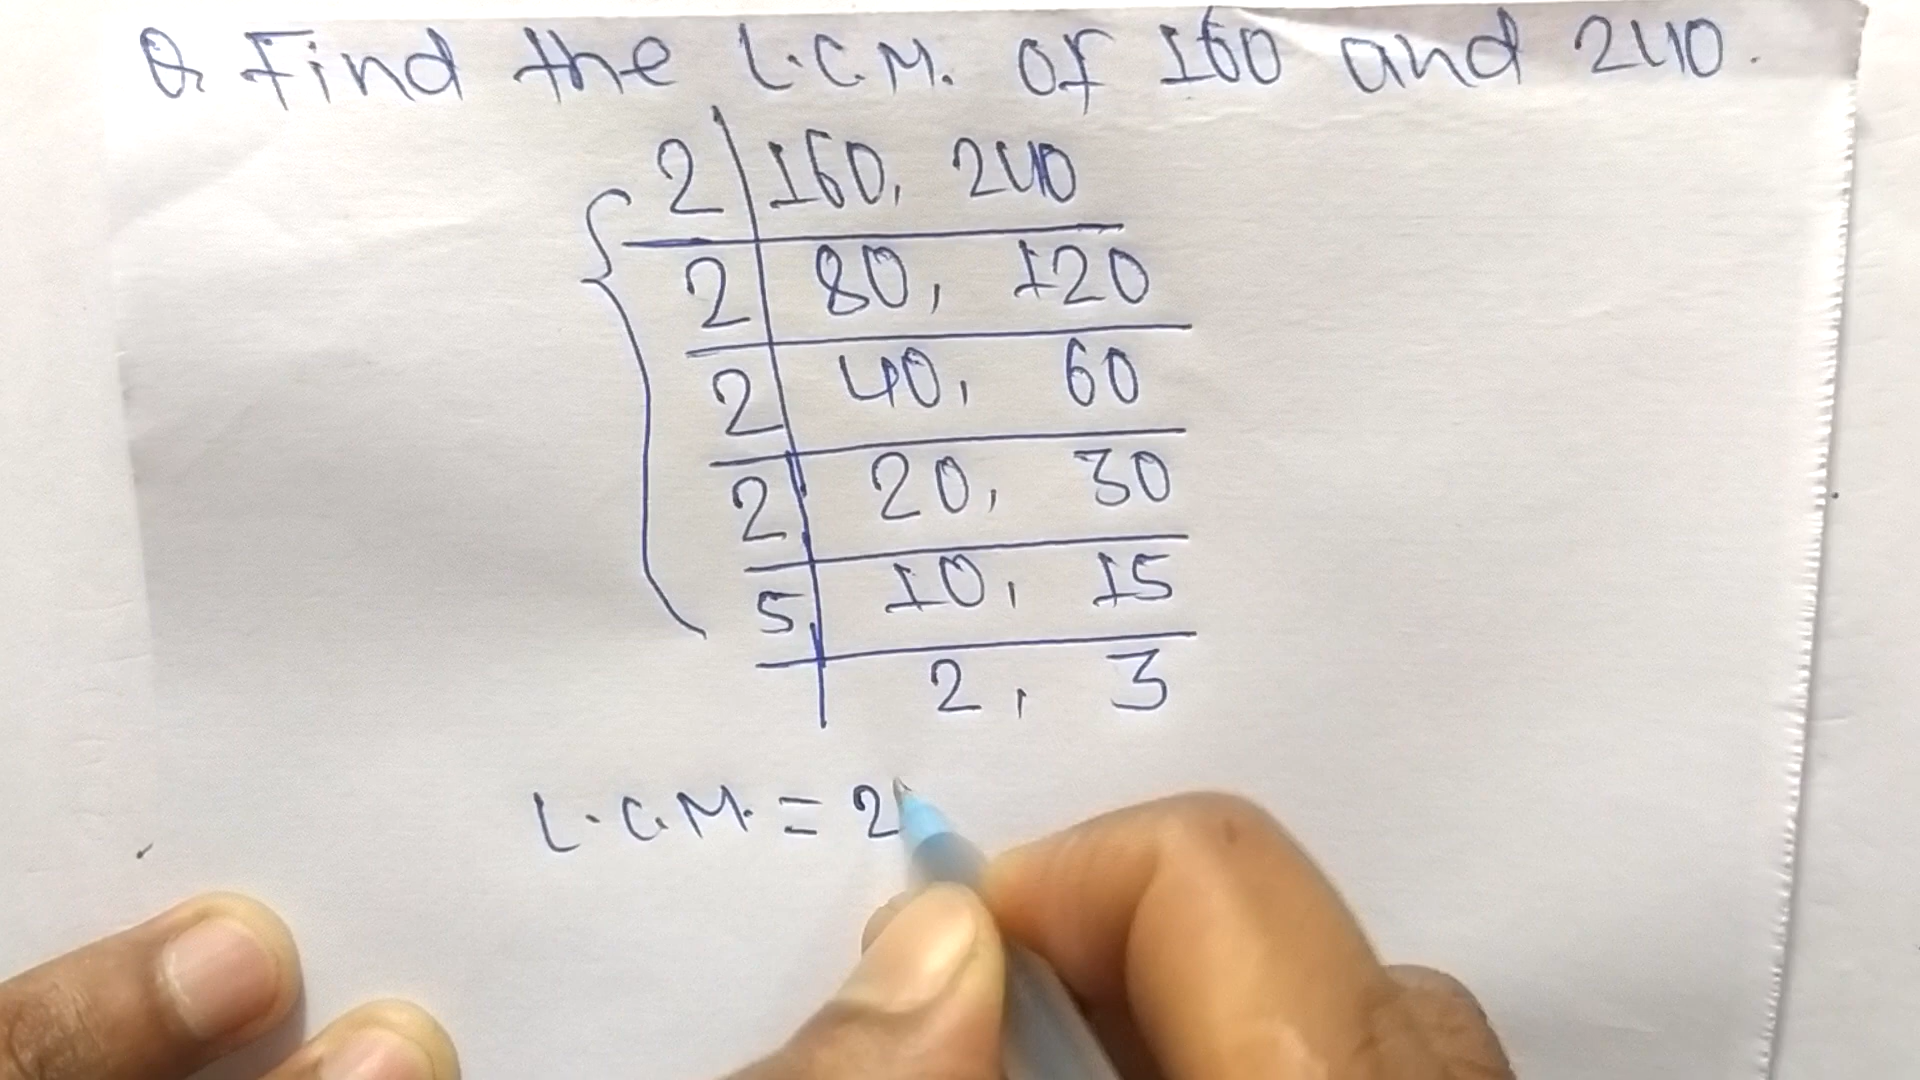 Q. Find the L.C.M. of 160 and 240.
2 | 160, 240
2 | 80, 120
2 | 40, 60
2 | 20, 30
5 | 10, 15
2, 3
L.C.M. = 2